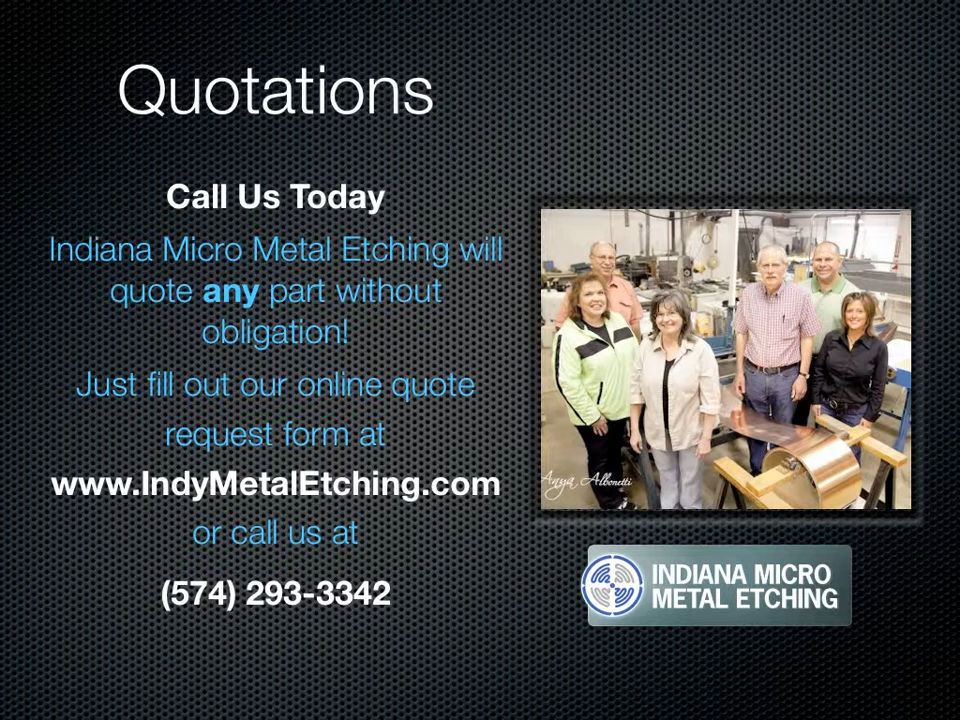 Quotations
Call Us Today
Indiana Micro Metal Etching will
quote any part without
obligation!
Just fill out our online quote
request form at
www.IndyMetalEtching.com
or call us at
(574) 293-3342
Anya Albonetti
INDIANA MICRO
METAL ETCHING